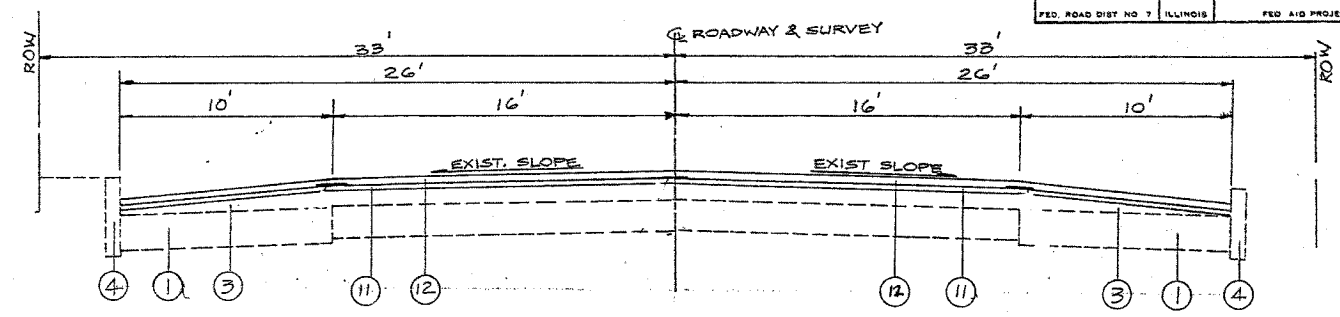 FED. ROAD DIST NO 7 ILLINOIS FED AID PROJE
℄ ROADWAY & SURVEY
ROW 33' 33' ROW
26' 26'
10' 16' 16' 10'
EXIST. SLOPE EXIST SLOPE
4 1 3 11 12 12 11 3 1 4